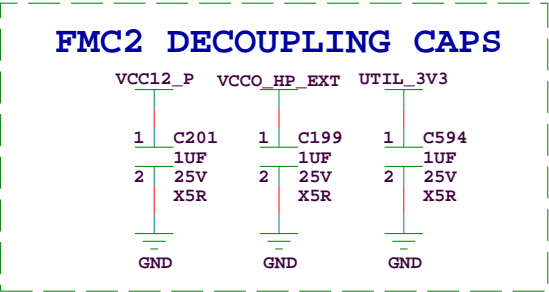 FMC2 DECOUPLING CAPS
VCC12_P VCCO_HP_EXT UTIL_3V3
1 C201 1 C199 1 C594
1UF 1UF 1UF
2 25V 2 25V 2 25V
X5R X5R X5R
GND GND GND